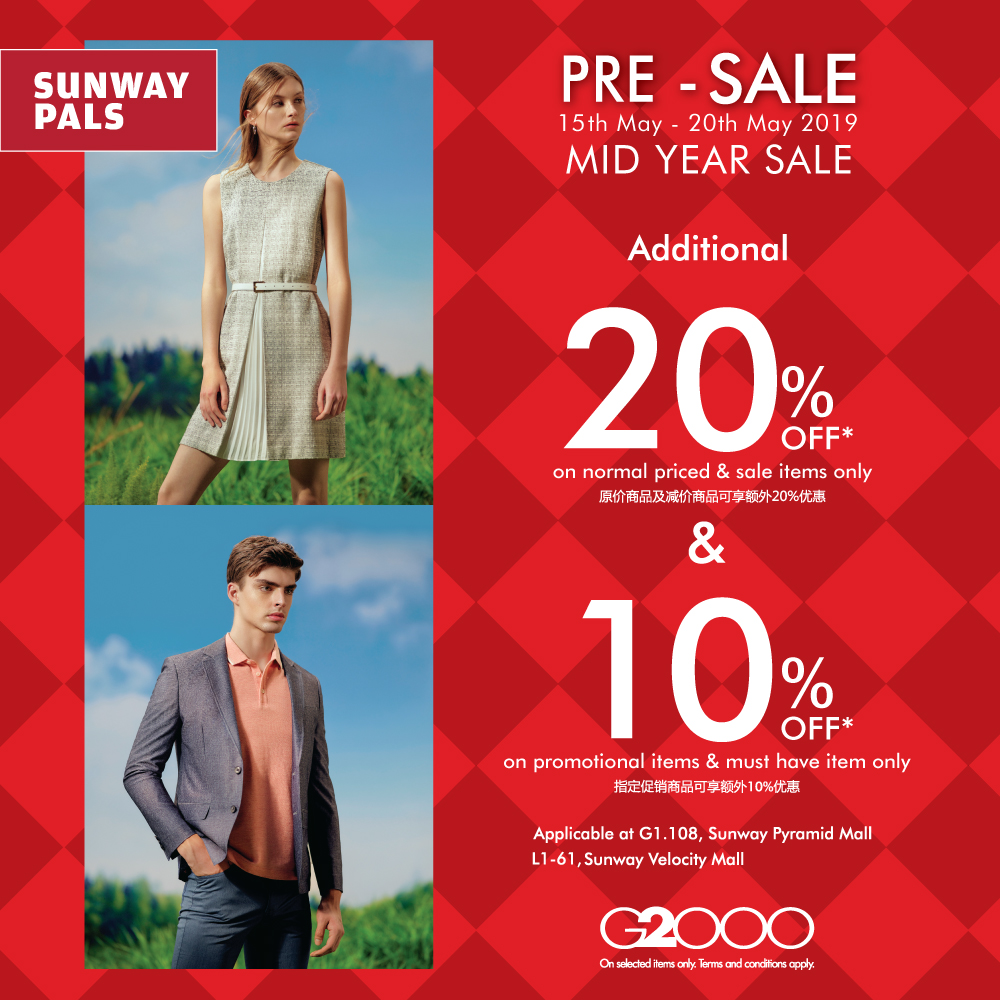 SUNWAY
PALS
PRE - SALE
15th May - 20th May 2019
MID YEAR SALE
Additional
20%
OFF*
on normal priced & sale items only
原价商品及减价商品可享额外20%优惠
&
10%
OFF*
on promotional items & must have item only
指定促销商品可享额外10%优惠
Applicable at G1.108, Sunway Pyramid Mall
L1-61, Sunway Velocity Mall
G2000
On selected items only. Terms and conditions apply.